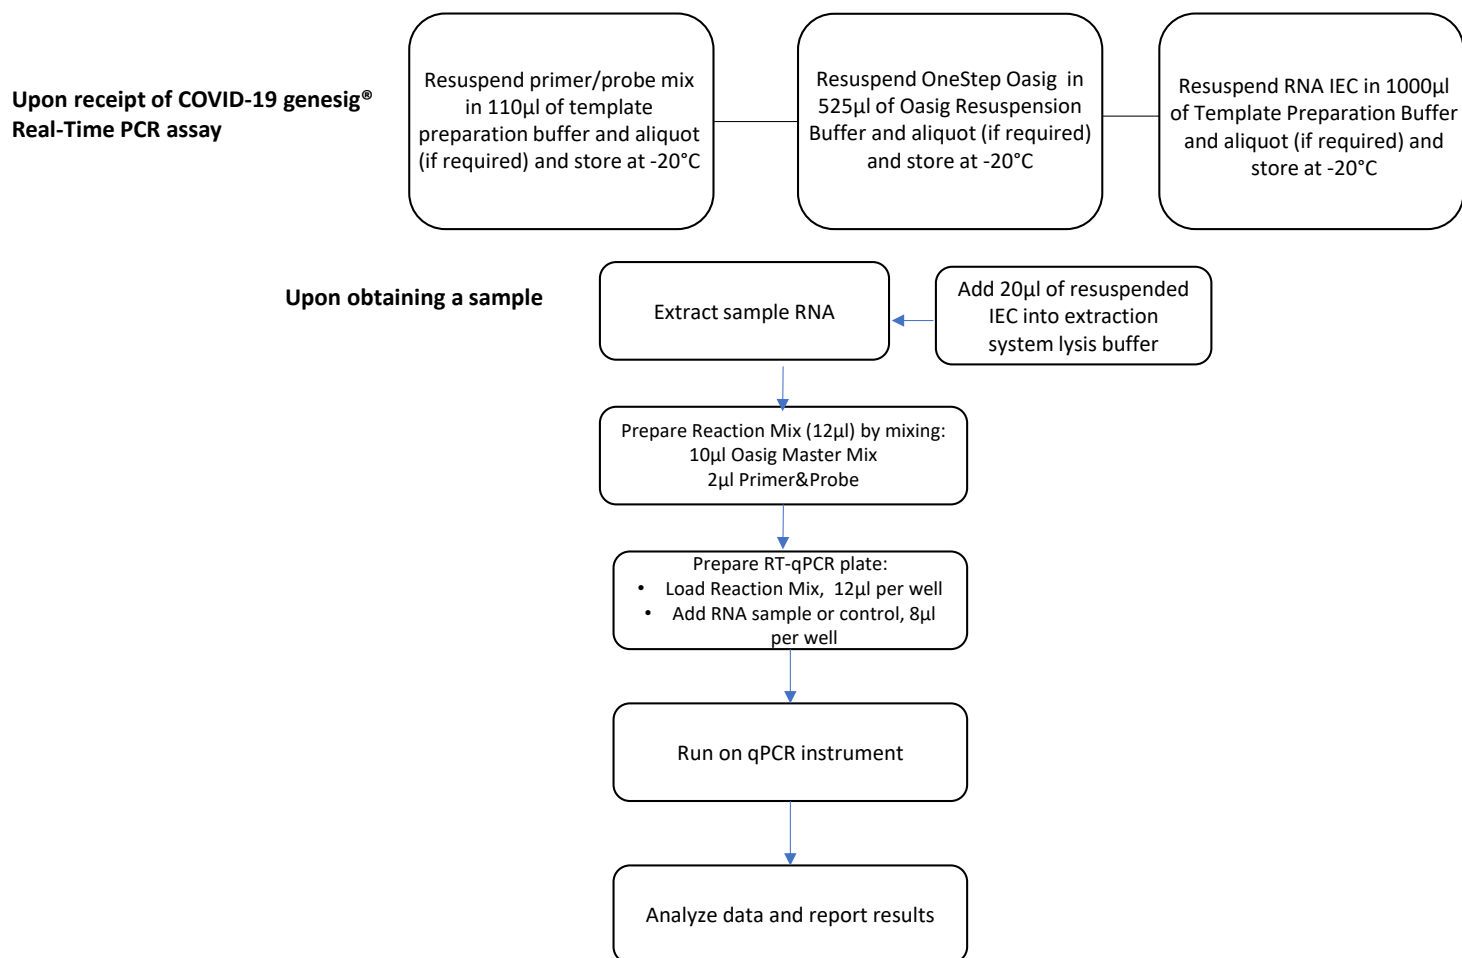 Upon receipt of COVID-19 genesig®
Real-Time PCR assay
Resuspend primer/probe mix
in 110µl of template
preparation buffer and aliquot
(if required) and store at -20°C
Resuspend OneStep Oasig in
525µl of Oasig Resuspension
Buffer and aliquot (if required)
and store at -20°C
Resuspend RNA IEC in 1000µl
of Template Preparation Buffer
and aliquot (if required) and
store at -20°C
Upon obtaining a sample
Extract sample RNA
Add 20µl of resuspended
IEC into extraction
system lysis buffer
Prepare Reaction Mix (12µl) by mixing:
10µl Oasig Master Mix
2µl Primer&Probe
Prepare RT-qPCR plate:
• Load Reaction Mix, 12µl per well
• Add RNA sample or control, 8µl
per well
Run on qPCR instrument
Analyze data and report results